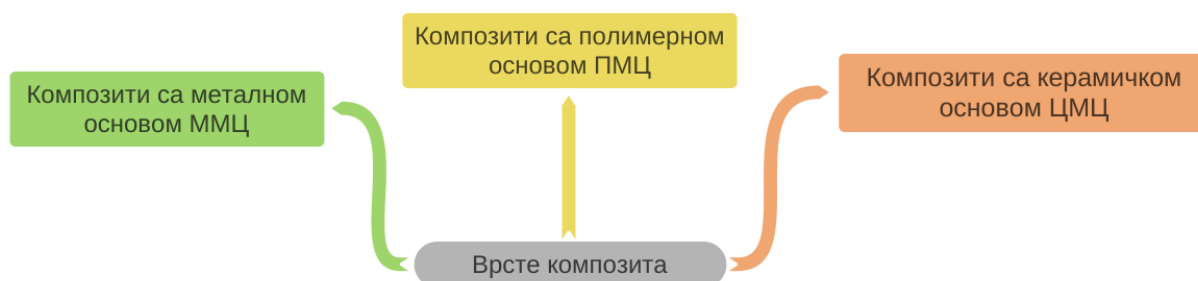 Композити са полимерном
основом ПМЦ
Композити са металном
основом ММЦ
Композити са керамичком
основом ЦМЦ
Врсте композита